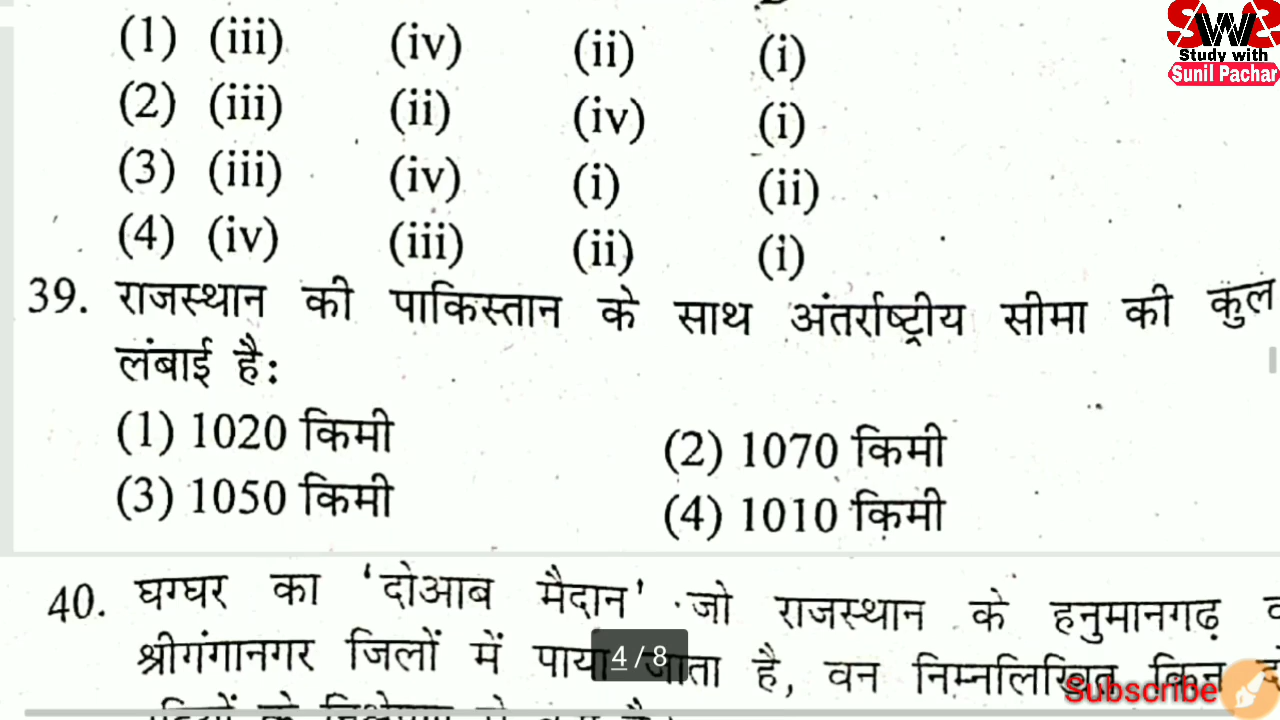 SWS
Study with
Sunil Pachar
(1) (iii) (iv) (ii) (i)
(2) (iii) (ii) (iv) (i)
(3) (iii) (iv) (i) (ii)
(4) (iv) (iii) (ii) (i)
39. राजस्थान की पाकिस्तान के साथ अंतर्राष्ट्रीय सीमा की कुल
लंबाई है:
(1) 1020 किमी (2) 1070 किमी
(3) 1050 किमी (4) 1010 किमी
40. घग्घर का 'दोआब मैदान' जो राजस्थान के हनुमानगढ़
श्रीगंगानगर जिलों में पाया जाता है, वन निम्नलिखित किन
4 / 8
Subscribe